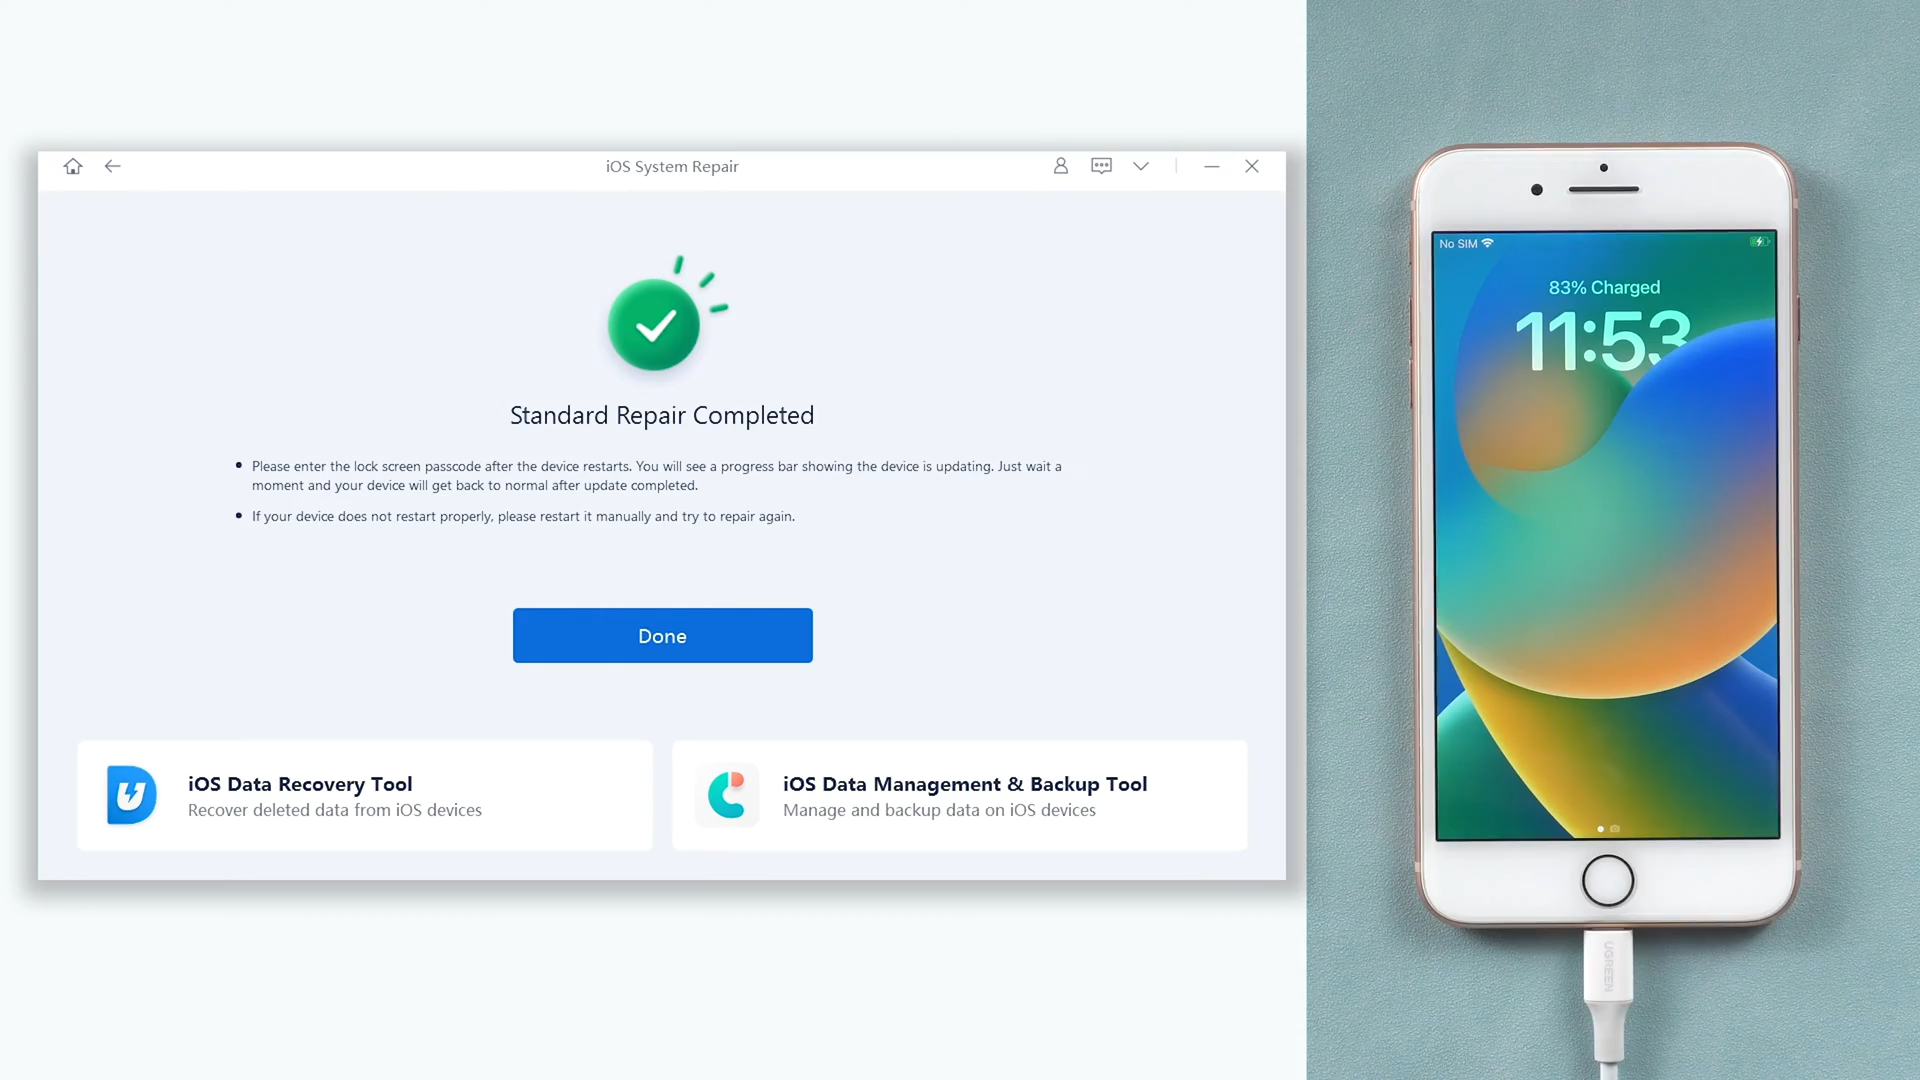 iOS System Repair
Standard Repair Completed
Please enter the lock screen passcode after the device restarts. You will see a progress bar showing the device is updating. Just wait a
moment and your device will get back to normal after update completed.
If your device does not restart properly, please restart it manually and try to repair again.
Done
iOS Data Recovery Tool
Recover deleted data from iOS devices
iOS Data Management & Backup Tool
Manage and backup data on iOS devices
No SIM
83% Charged
11:53
UGREEN